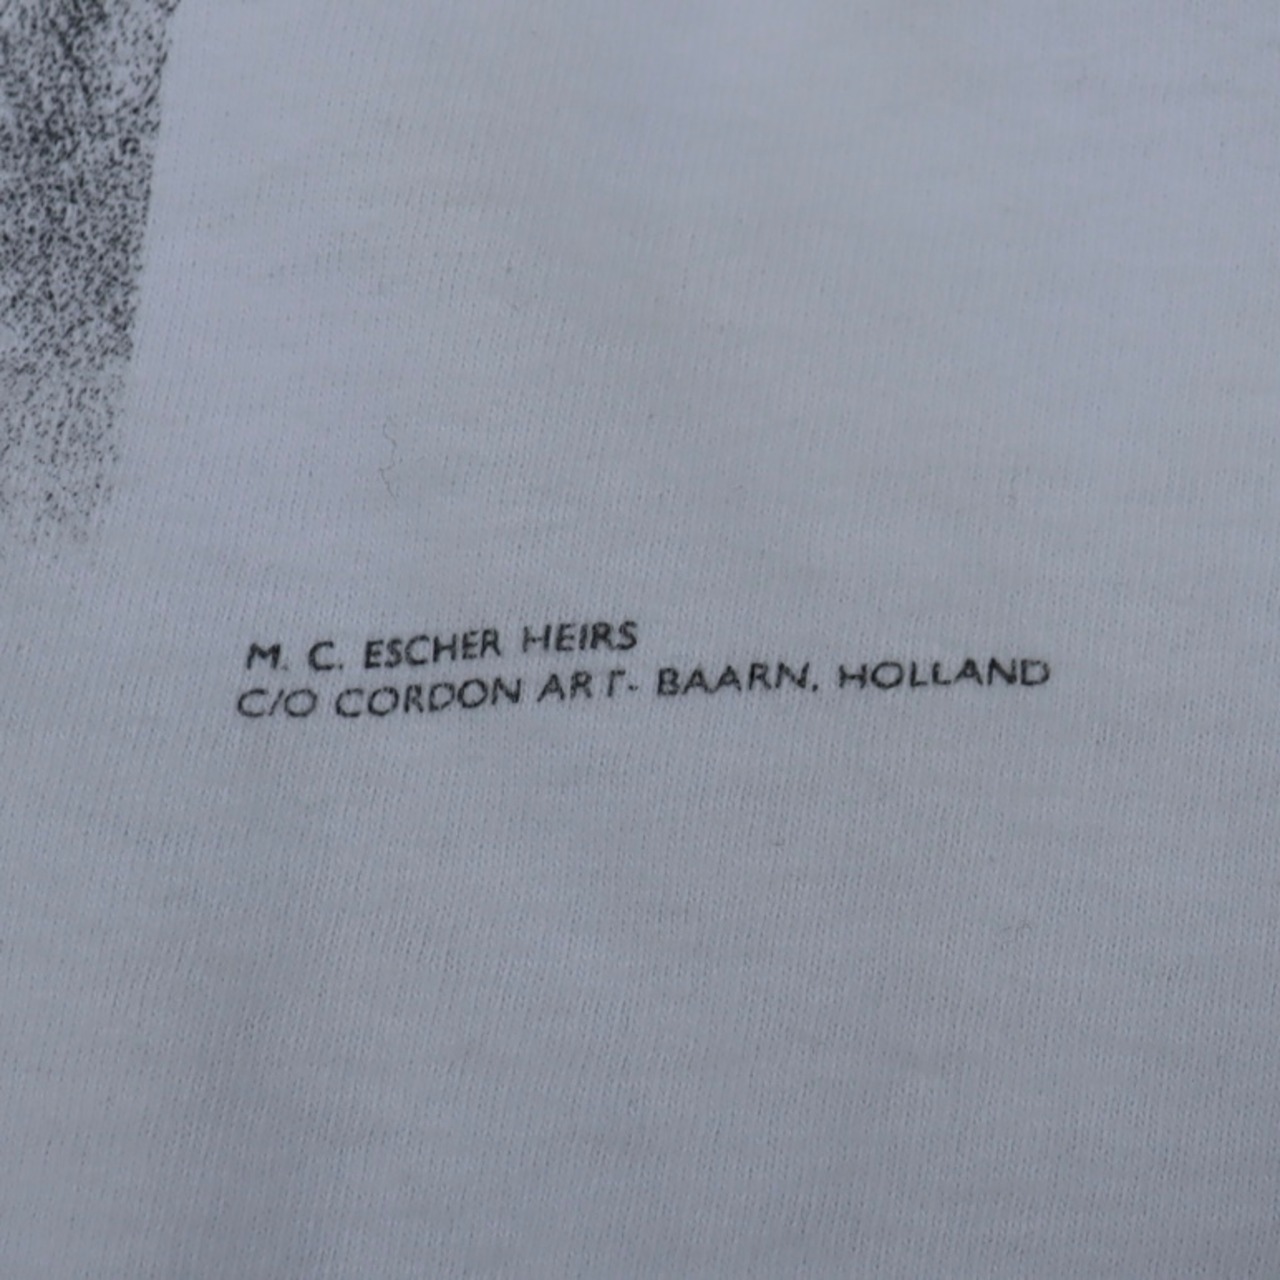 M. C. ESCHER HEIRS
C/O CORDON ART- BAARN. HOLLAND